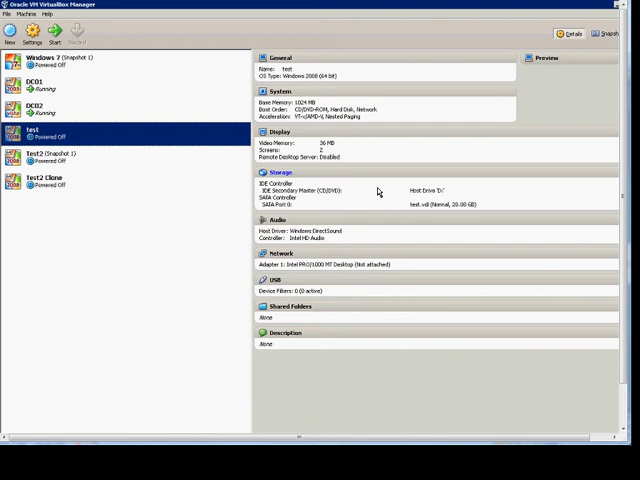 Oracle VM VirtualBox Manager
File Machine Help
New Settings Start Discard
Details Snapsh
Windows 7 (Snapshot 1)
Powered Off
DC01
Running
DC02
Running
test
Powered Off
Test2 (Snapshot 1)
Powered Off
Test2 Clone
Powered Off
General
Name: test
OS Type: Windows 2008 (64 bit)
Preview
System
Base Memory: 1024 MB
Boot Order: CD/DVD-ROM, Hard Disk, Network
Acceleration: VT-x/AMD-V, Nested Paging
Display
Video Memory: 36 MB
Screens: 2
Remote Desktop Server: Disabled
Storage
IDE Controller
IDE Secondary Master (CD/DVD): Host Drive 'D:'
SATA Controller
SATA Port 0: test.vdi (Normal, 20.00 GB)
Audio
Host Driver: Windows DirectSound
Controller: Intel HD Audio
Network
Adapter 1: Intel PRO/1000 MT Desktop (Not attached)
USB
Device Filters: 0 (0 active)
Shared Folders
None
Description
None